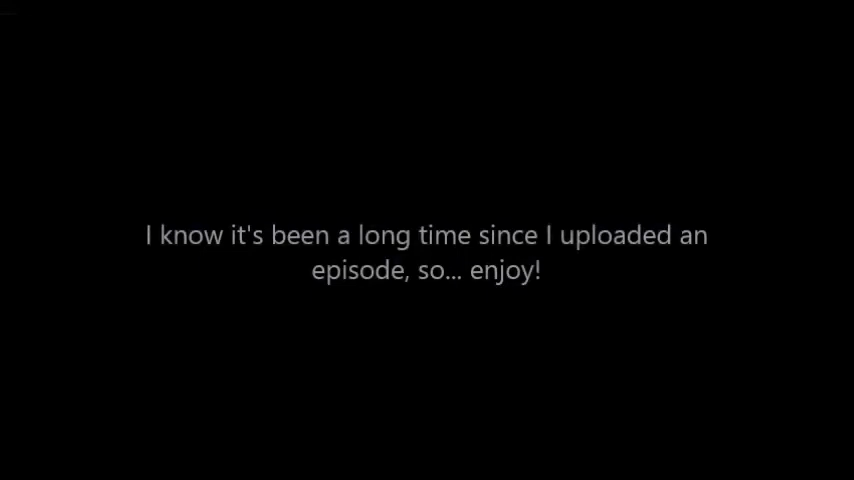 I know it's been a long time since I uploaded an
episode, so... enjoy!